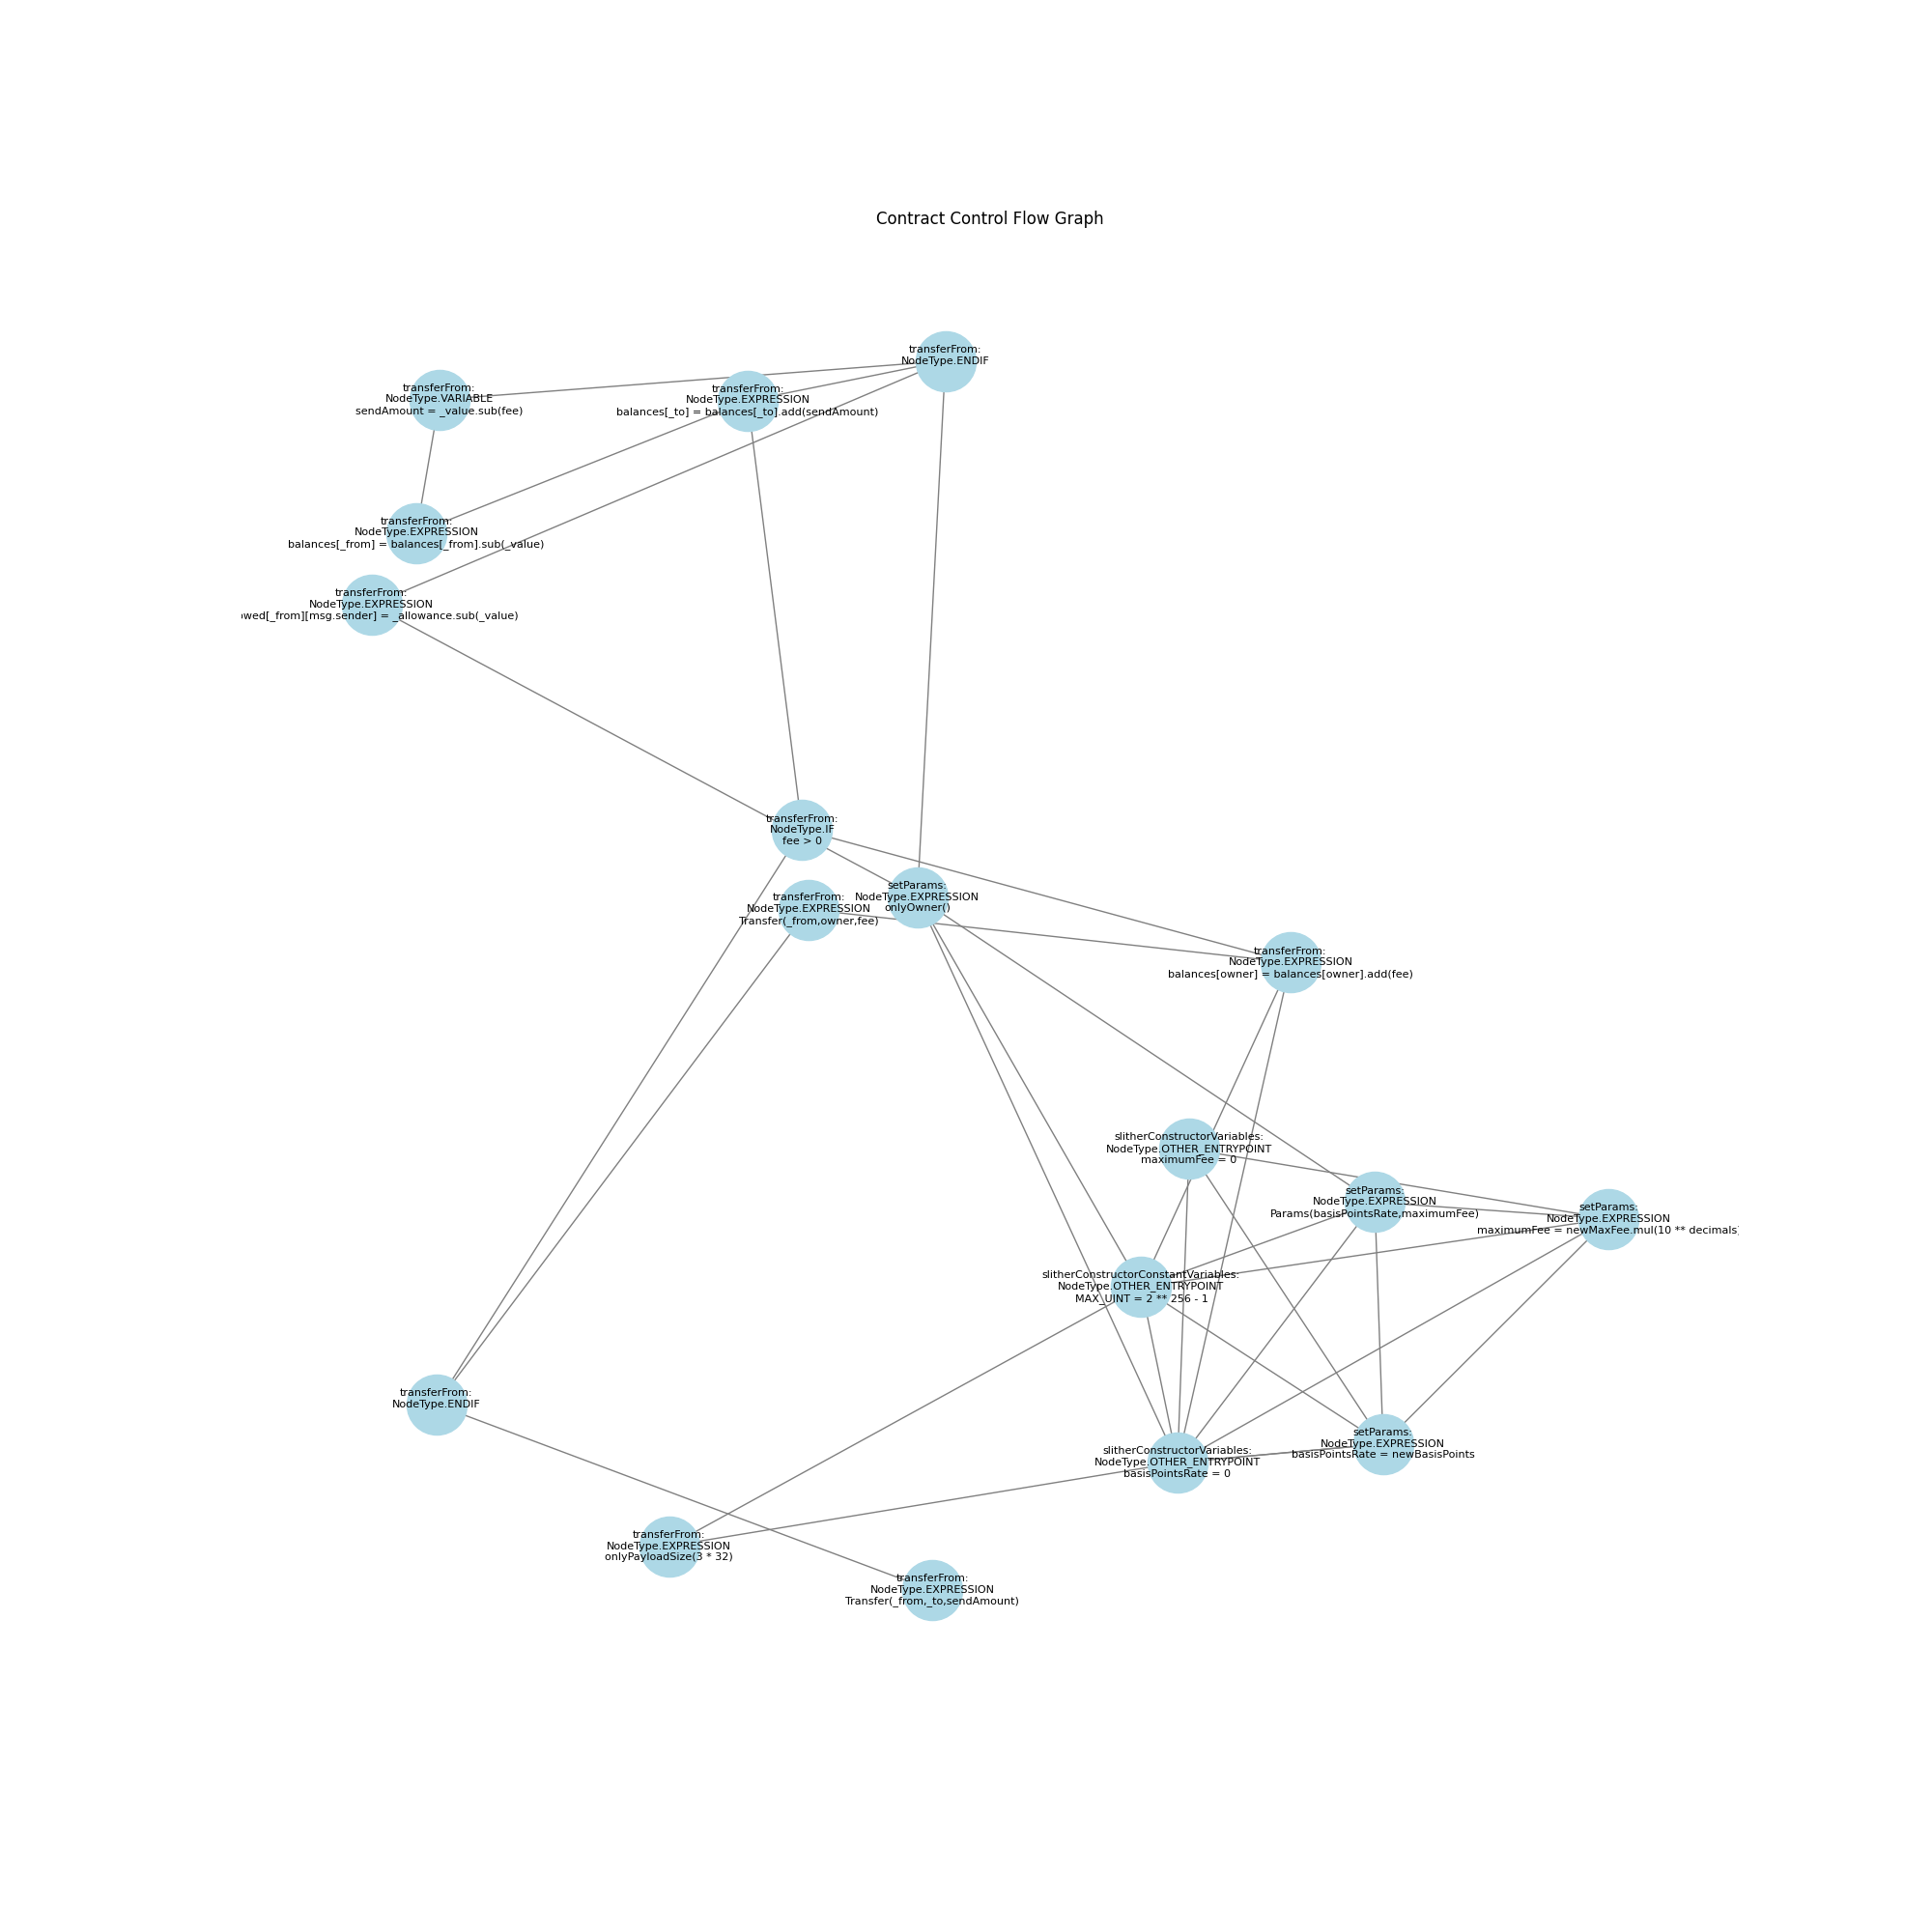 Contract Control Flow Graph
transferFrom:
NodeType.ENDIF
transferFrom:
NodeType.VARIABLE
sendAmount = _value.sub(fee)
transferFrom:
NodeType.EXPRESSION
balances[_to] = balances[_to].add(sendAmount)
transferFrom:
NodeType.EXPRESSION
balances[_from] = balances[_from].sub(_value)
transferFrom:
NodeType.EXPRESSION
owed[_from][msg.sender] = _allowance.sub(_value)
transferFrom:
NodeType.IF
fee > 0
setParams:
NodeType.EXPRESSION
onlyOwner()
transferFrom:
NodeType.EXPRESSION
Transfer(_from,owner,fee)
transferFrom:
NodeType.EXPRESSION
balances[owner] = balances[owner].add(fee)
slitherConstructorVariables:
NodeType.OTHER_ENTRYPOINT
maximumFee = 0
setParams:
NodeType.EXPRESSION
Params(basisPointsRate,maximumFee)
setParams:
NodeType.EXPRESSION
maximumFee = newMaxFee.mul(10 ** decimals)
slitherConstructorConstantVariables:
NodeType.OTHER_ENTRYPOINT
MAX_UINT = 2 ** 256 - 1
transferFrom:
NodeType.ENDIF
setParams:
NodeType.EXPRESSION
basisPointsRate = newBasisPoints
slitherConstructorVariables:
NodeType.OTHER_ENTRYPOINT
basisPointsRate = 0
transferFrom:
NodeType.EXPRESSION
onlyPayloadSize(3 * 32)
transferFrom:
NodeType.EXPRESSION
Transfer(_from,_to,sendAmount)